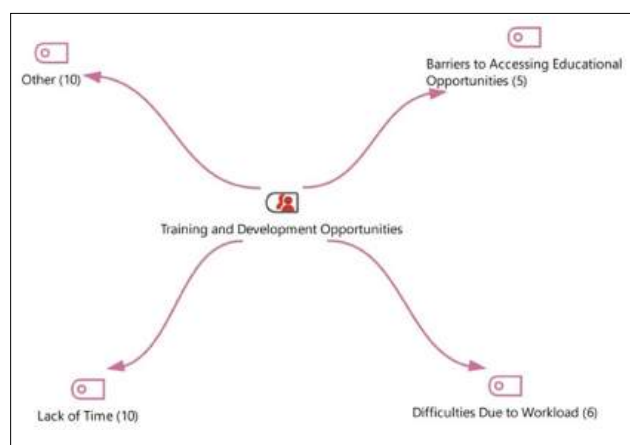 Other (10)
Barriers to Accessing Educational
Opportunities (5)
Training and Development Opportunities
Lack of Time (10)
Difficulties Due to Workload (6)